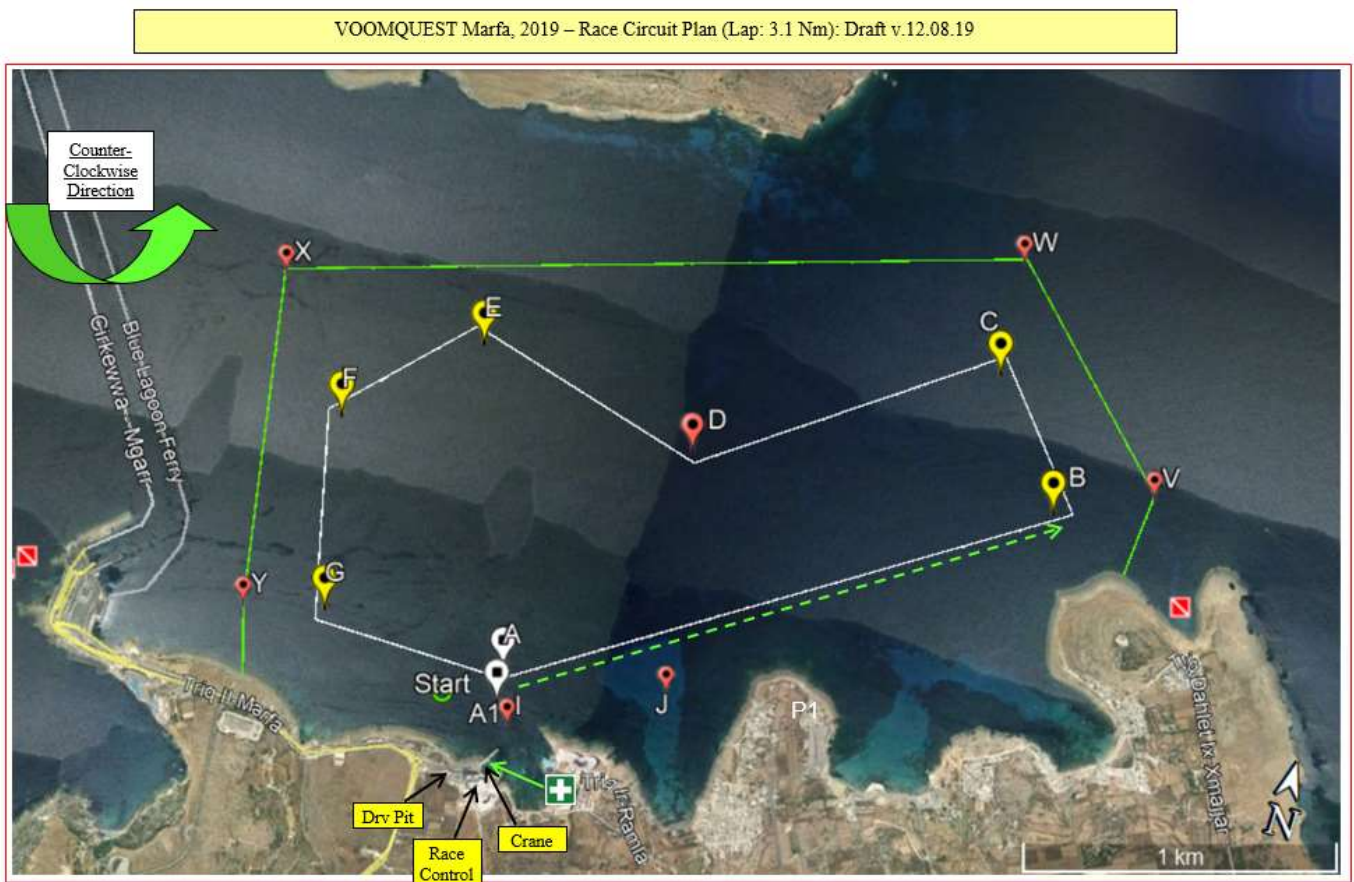 VOOMQUEST Marfa, 2019 – Race Circuit Plan (Lap: 3.1 Nm): Draft v.12.08.19
Counter-
Clockwise
Direction
X
W
E
C
F
D
B
V
Cirkewwa - Mgarr
Blue Lagoon Ferry
G
Y
A
Start
A1
I
J
P1
Triq Il-Marfa
Triq Dahlet Ix Xmajjar
Triq Ir-Ramla
Dry Pit
Race
Control
Crane
N
1 km